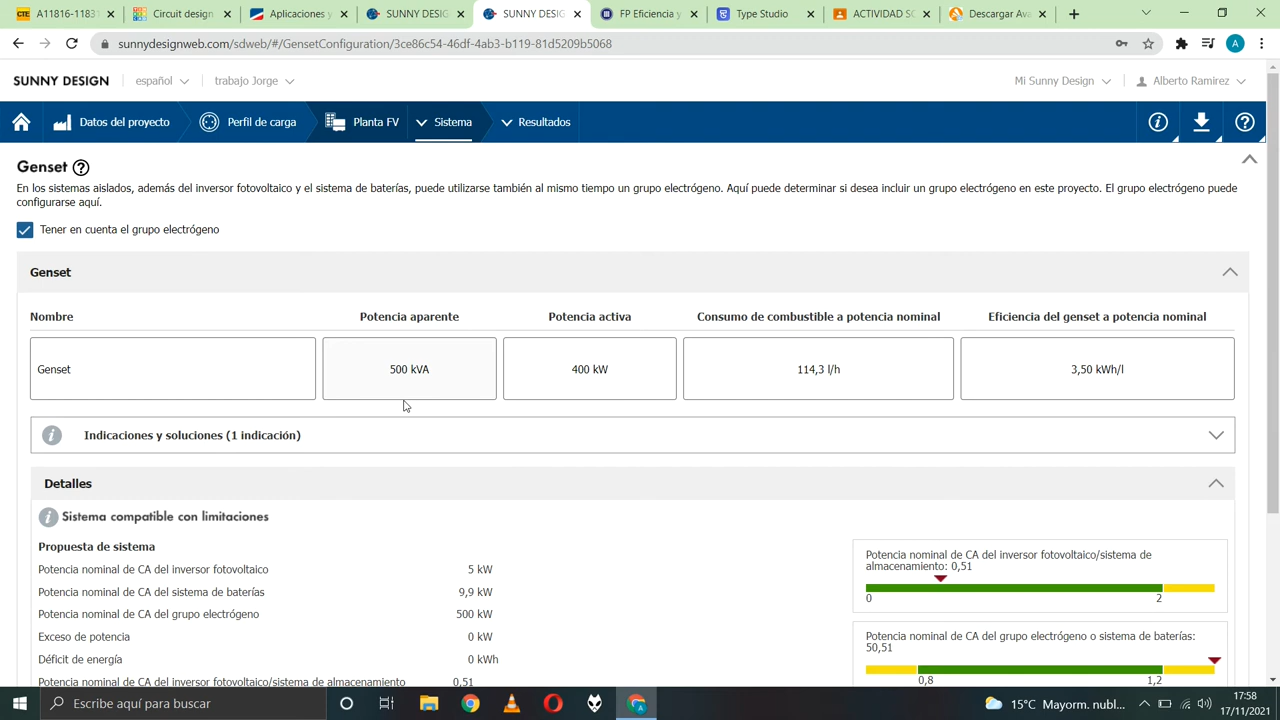 A11816-1183
Circuit design
Aplicaciones y
SUNNY DESIG
SUNNY DESIG
FP Eficiencia y
Type Studio
ACTIVIDAD SC
Descargar Ava
sunnydesignweb.com/sdweb/#/GensetConfiguration/3ce86c54-46df-4ab3-b119-81d5209b5068
SUNNY DESIGN
español
trabajo Jorge
Mi Sunny Design
Alberto Ramirez
Datos del proyecto
Perfil de carga
Planta FV
Sistema
Resultados
Genset
En los sistemas aislados, además del inversor fotovoltaico y el sistema de baterías, puede utilizarse también al mismo tiempo un grupo electrógeno. Aquí puede determinar si desea incluir un grupo electrógeno en este proyecto. El grupo electrógeno puede
configurarse aquí.
Tener en cuenta el grupo electrógeno
Genset
Nombre Potencia aparente Potencia activa Consumo de combustible a potencia nominal Eficiencia del genset a potencia nominal
Genset 500 kVA 400 kW 114,3 l/h 3,50 kWh/l
Indicaciones y soluciones (1 indicación)
Detalles
Sistema compatible con limitaciones
Propuesta de sistema
Potencia nominal de CA del inversor fotovoltaico 5 kW
Potencia nominal de CA del sistema de baterías 9,9 kW
Potencia nominal de CA del grupo electrógeno 500 kW
Exceso de potencia 0 kW
Déficit de energía 0 kWh
Potencia nominal de CA del inversor fotovoltaico/sistema de almacenamiento 0,51
Potencia nominal de CA del inversor fotovoltaico/sistema de
almacenamiento: 0,51
0 2
Potencia nominal de CA del grupo electrógeno o sistema de baterías:
50,51
0,8 1,2
Escribe aquí para buscar
15°C Mayorm. nubl...
17:58
17/11/2021